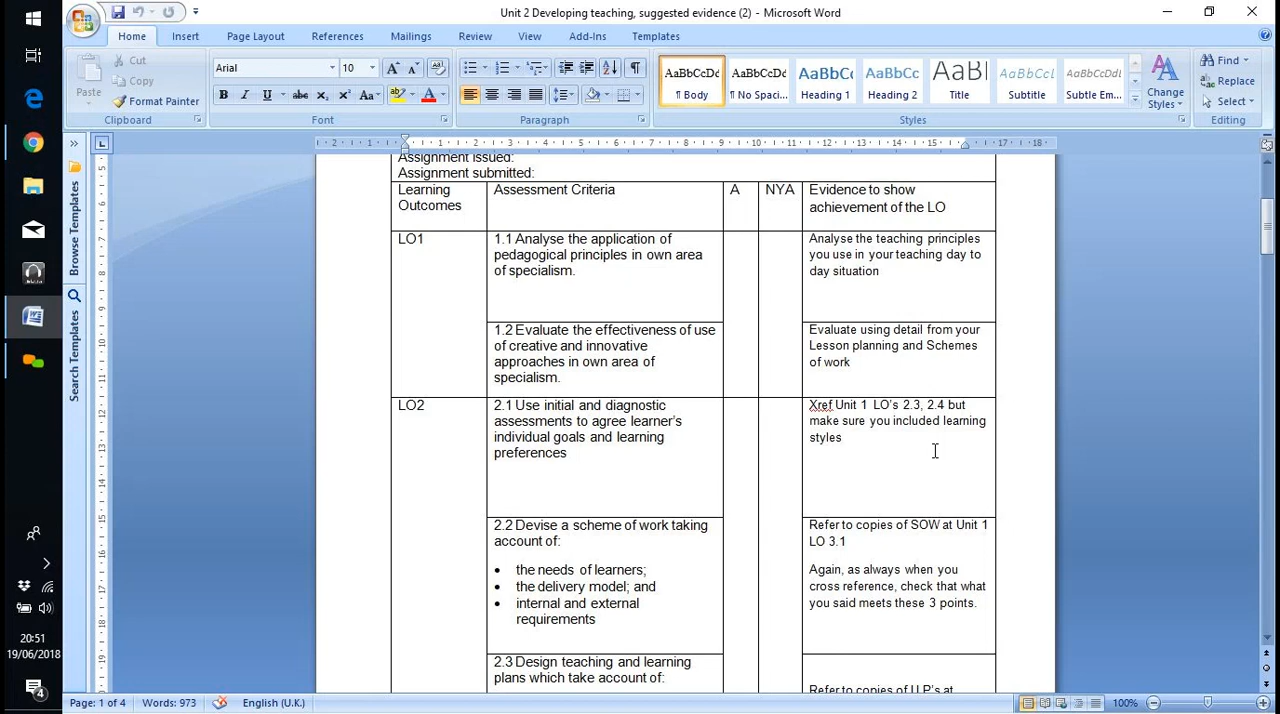 Unit 2 Developing teaching, suggested evidence (2) - Microsoft Word
Home Insert Page Layout References Mailings Review View Add-Ins Templates
Paste
Cut
Copy
Format Painter
Clipboard
Arial 10
Font
Paragraph
AaBbCcDd AaBbCcDd AaBbCc AaBbCc AaBl AaBbCcL AaBbCcDdl
¶ Body ¶ No Spaci... Heading 1 Heading 2 Title Subtitle Subtle Em...
Change
Styles
Styles
Find
Replace
Select
Editing
Browse Templates
Search Templates
Assignment issued:
Assignment submitted:
Learning
Outcomes
Assessment Criteria
A
NYA
Evidence to show
achievement of the LO
LO1
1.1 Analyse the application of
pedagogical principles in own area
of specialism.
Analyse the teaching principles
you use in your teaching day to
day situation
1.2 Evaluate the effectiveness of use
of creative and innovative
approaches in own area of
specialism.
Evaluate using detail from your
Lesson planning and Schemes
of work
LO2
2.1 Use initial and diagnostic
assessments to agree learner's
individual goals and learning
preferences
Xref Unit 1 LO's 2.3, 2.4 but
make sure you included learning
styles
2.2 Devise a scheme of work taking
account of:
• the needs of learners;
• the delivery model; and
• internal and external
requirements
Refer to copies of SOW at Unit 1
LO 3.1
Again, as always when you
cross reference, check that what
you said meets these 3 points.
2.3 Design teaching and learning
plans which take account of:
Refer to copies of
20:51
19/06/2018
4
Page: 1 of 4 Words: 973 English (U.K.) 100%